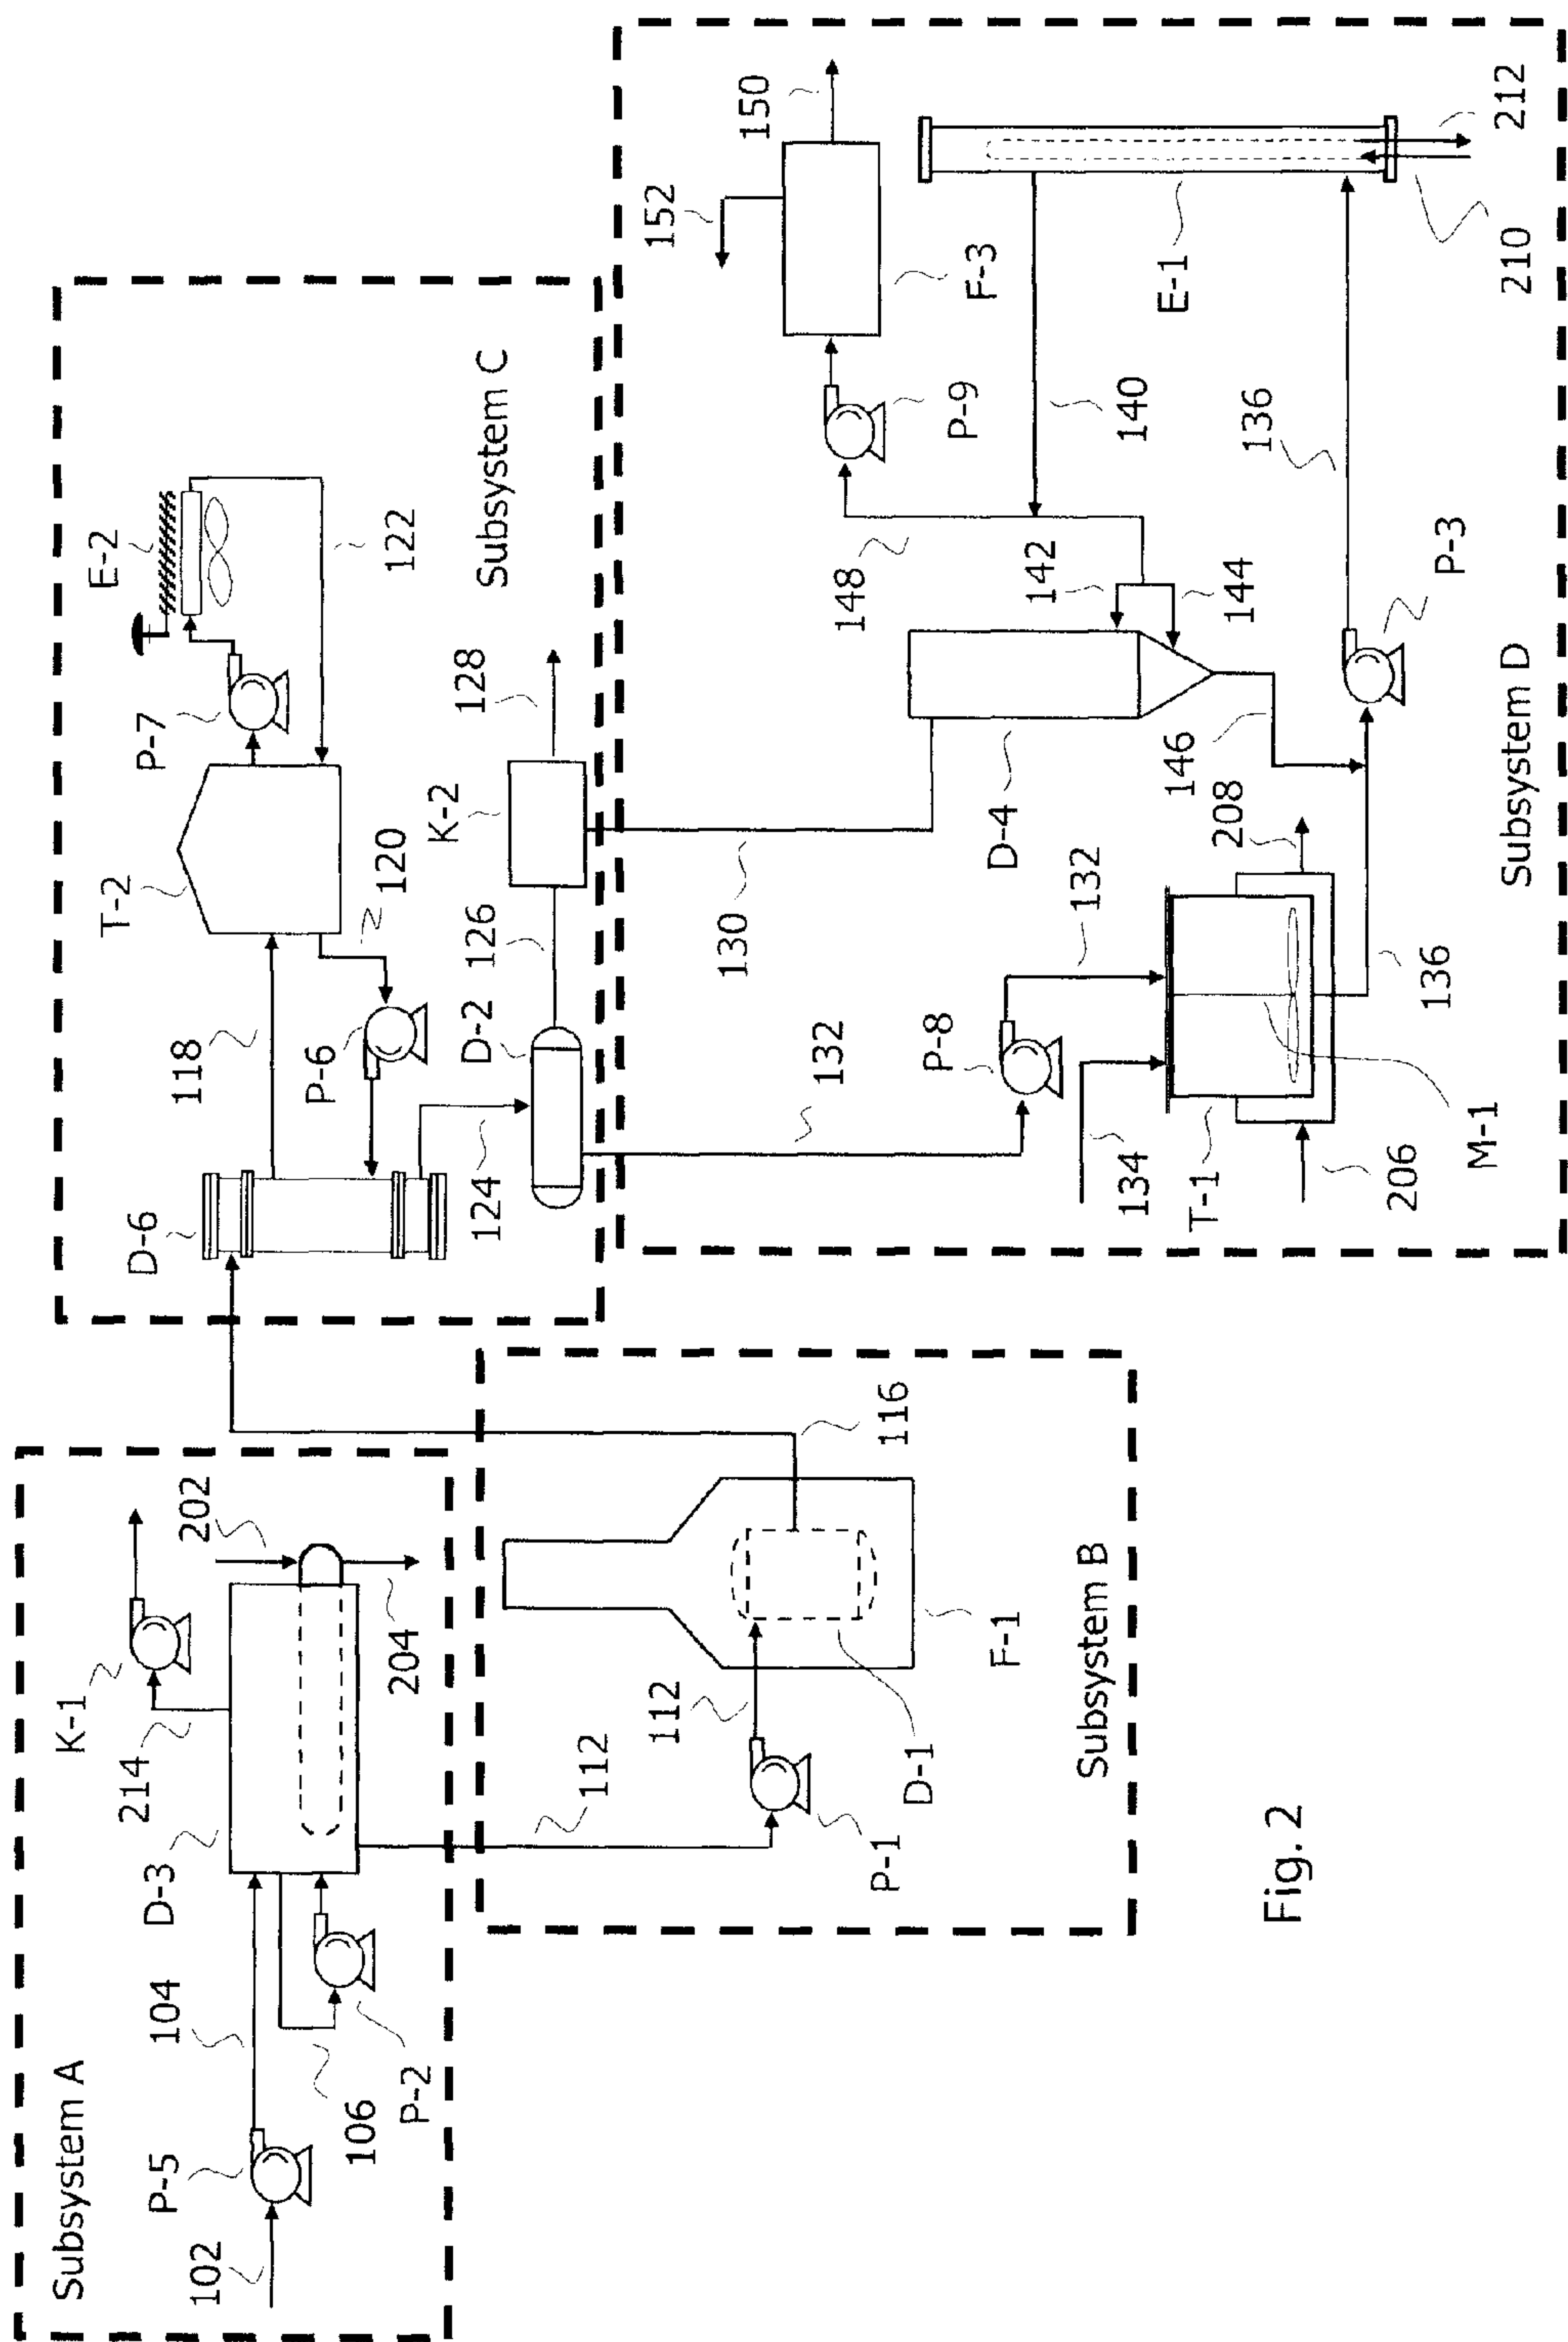 Subsystem A
102
P-5
104
106
P-2
D-3
214
K-1
202
204
112
P-1
112
D-1
F-1
116
Subsystem B
D-6
118
T-2
P-7
E-2
122
120
P-6
124
D-2
126
K-2
128
Subsystem C
130
132
P-8
132
134
T-1
206
M-1
136
208
146
D-4
142
144
148
P-3
136
140
P-9
F-3
152
150
E-1
210
212
Subsystem D
Fig. 2